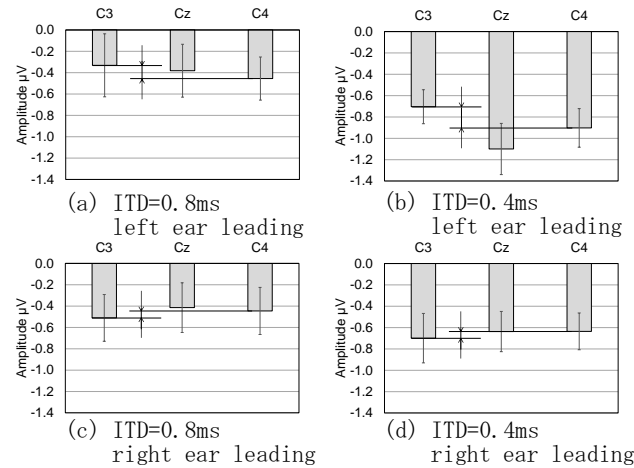 C3 Cz C4
0.0
-0.2
-0.4
-0.6
-0.8
-1.0
-1.2
-1.4
Amplitude µV
(a) ITD=0.8ms
left ear leading
C3 Cz C4
0.0
-0.2
-0.4
-0.6
-0.8
-1.0
-1.2
-1.4
Amplitude µV
(b) ITD=0.4ms
left ear leading
C3 Cz C4
0.0
-0.2
-0.4
-0.6
-0.8
-1.0
-1.2
-1.4
Amplitude µV
(c) ITD=0.8ms
right ear leading
C3 Cz C4
0.0
-0.2
-0.4
-0.6
-0.8
-1.0
-1.2
-1.4
Amplitude µV
(d) ITD=0.4ms
right ear leading